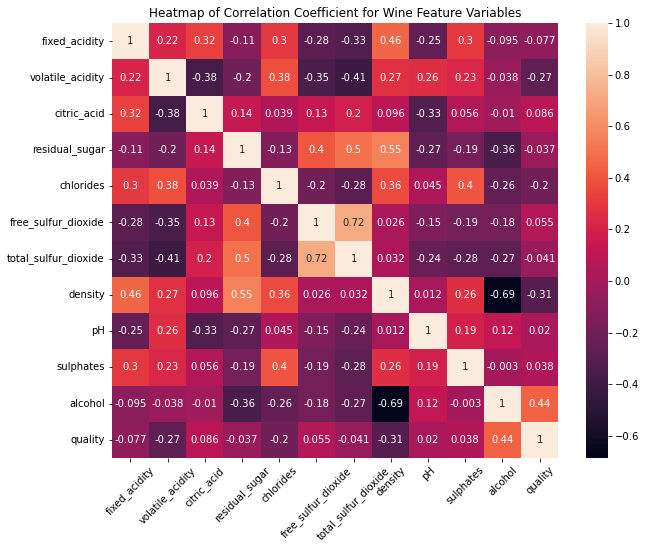 Heatmap of Correlation Coefficient for Wine Feature Variables
fixed_acidity 1 0.22 0.32 -0.11 0.3 -0.28 -0.33 0.46 -0.25 0.3 -0.095 -0.077
volatile_acidity 0.22 1 -0.38 -0.2 0.38 -0.35 -0.41 0.27 0.26 0.23 -0.038 -0.27
citric_acid 0.32 -0.38 1 0.14 0.039 0.13 0.2 0.096 -0.33 0.056 -0.01 0.086
residual_sugar -0.11 -0.2 0.14 1 -0.13 0.4 0.5 0.55 -0.27 -0.19 -0.36 -0.037
chlorides 0.3 0.38 0.039 -0.13 1 -0.2 -0.28 0.36 0.045 0.4 -0.26 -0.2
free_sulfur_dioxide -0.28 -0.35 0.13 0.4 -0.2 1 0.72 0.026 -0.15 -0.19 -0.18 0.055
total_sulfur_dioxide -0.33 -0.41 0.2 0.5 -0.28 0.72 1 0.032 -0.24 -0.28 -0.27 -0.041
density 0.46 0.27 0.096 0.55 0.36 0.026 0.032 1 0.012 0.26 -0.69 -0.31
pH -0.25 0.26 -0.33 -0.27 0.045 -0.15 -0.24 0.012 1 0.19 0.12 0.02
sulphates 0.3 0.23 0.056 -0.19 0.4 -0.19 -0.28 0.26 0.19 1 -0.003 0.038
alcohol -0.095 -0.038 -0.01 -0.36 -0.26 -0.18 -0.27 -0.69 0.12 -0.003 1 0.44
quality -0.077 -0.27 0.086 -0.037 -0.2 0.055 -0.041 -0.31 0.02 0.038 0.44 1
fixed_acidity
volatile_acidity
citric_acid
residual_sugar
chlorides
free_sulfur_dioxide
total_sulfur_dioxide
density
pH
sulphates
alcohol
quality
1.0
0.8
0.6
0.4
0.2
0.0
−0.2
−0.4
−0.6